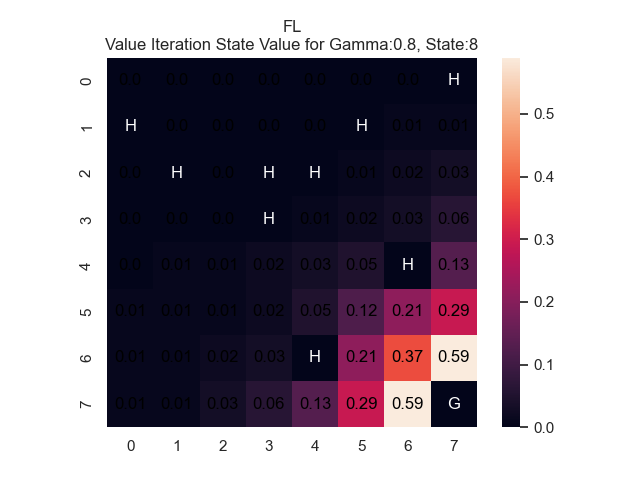 FL
Value Iteration State Value for Gamma:0.8, State:8
0 0.0 0.0 0.0 0.0 0.0 0.0 0.0 H
1 H 0.0 0.0 0.0 0.0 H 0.01 0.01
2 0.0 H 0.0 H H 0.01 0.02 0.03
3 0.0 0.0 0.0 H 0.01 0.02 0.03 0.06
4 0.0 0.01 0.01 0.02 0.03 0.05 H 0.13
5 0.01 0.01 0.01 0.02 0.05 0.12 0.21 0.29
6 0.01 0.01 0.02 0.03 H 0.21 0.37 0.59
7 0.01 0.01 0.03 0.06 0.13 0.29 0.59 G
0 1 2 3 4 5 6 7
0.5
0.4
0.3
0.2
0.1
0.0